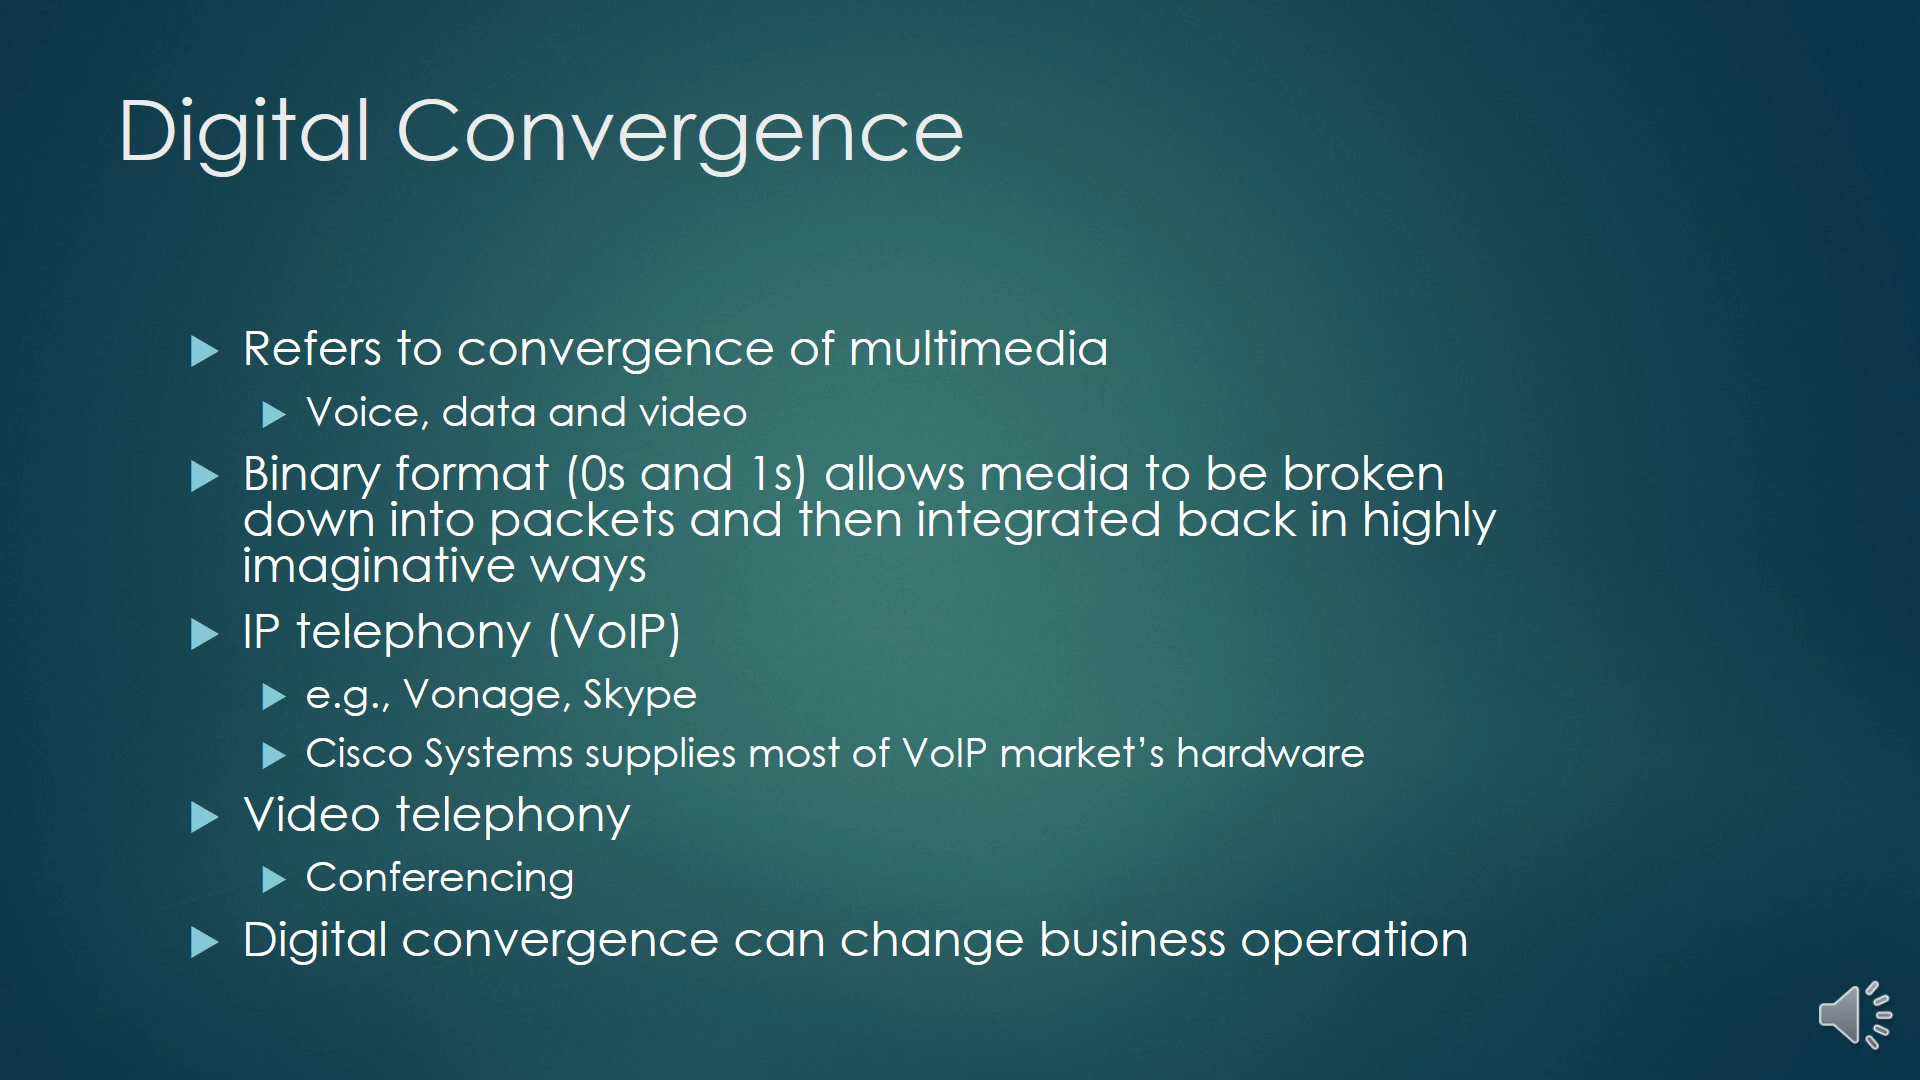 Digital Convergence
Refers to convergence of multimedia
Voice, data and video
Binary format (0s and 1s) allows media to be broken
down into packets and then integrated back in highly
imaginative ways
IP telephony (VoIP)
e.g., Vonage, Skype
Cisco Systems supplies most of VoIP market’s hardware
Video telephony
Conferencing
Digital convergence can change business operation